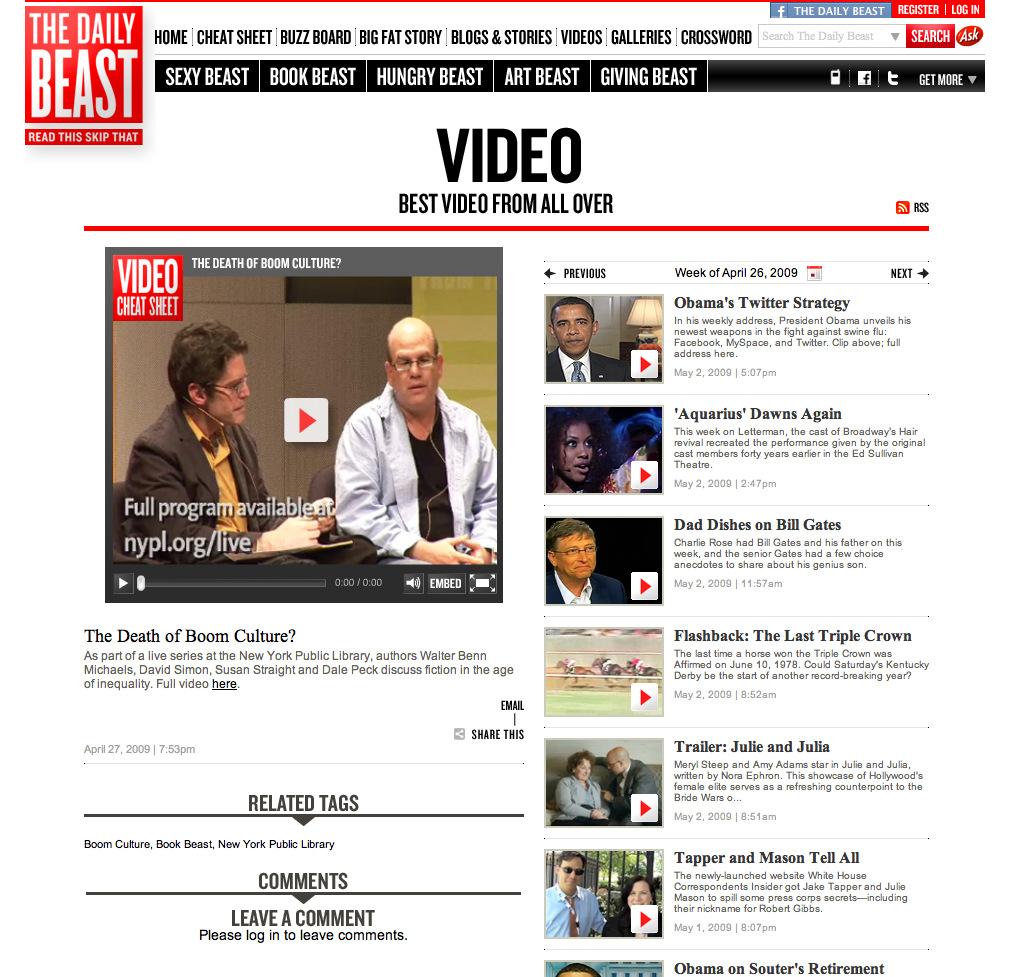 THE DAILY BEAST
REGISTER | LOG IN
THE DAILY
BEAST
READ THIS SKIP THAT
HOME CHEAT SHEET BUZZ BOARD BIG FAT STORY BLOGS & STORIES VIDEOS GALLERIES CROSSWORD
Search The Daily Beast SEARCH Ask
SEXY BEAST BOOK BEAST HUNGRY BEAST ART BEAST GIVING BEAST
GET MORE
VIDEO
BEST VIDEO FROM ALL OVER
RSS
VIDEO
CHEAT SHEET
THE DEATH OF BOOM CULTURE?
Full program available at
nypl.org/live
0:00 / 0:00 EMBED
The Death of Boom Culture?
As part of a live series at the New York Public Library, authors Walter Benn
Michaels, David Simon, Susan Straight and Dale Peck discuss fiction in the age
of inequality. Full video here.
EMAIL
|
SHARE THIS
April 27, 2009 | 7:53pm
RELATED TAGS
Boom Culture, Book Beast, New York Public Library
COMMENTS
LEAVE A COMMENT
Please log in to leave comments.
PREVIOUS Week of April 26, 2009 NEXT
Obama's Twitter Strategy
In his weekly address, President Obama unveils his
newest weapons in the fight against swine flu:
Facebook, MySpace, and Twitter. Clip above; full
address here.
May 2, 2009 | 5:07pm
'Aquarius' Dawns Again
This week on Letterman, the cast of Broadway's Hair
revival recreated the performance given by the original
cast members forty years earlier in the Ed Sullivan
Theatre.
May 2, 2009 | 2:47pm
Dad Dishes on Bill Gates
Charlie Rose had Bill Gates and his father on this
week, and the senior Gates had a few choice
anecdotes to share about his genius son.
May 2, 2009 | 11:57am
Flashback: The Last Triple Crown
The last time a horse won the Triple Crown was
Affirmed on June 10, 1978. Could Saturday's Kentucky
Derby be the start of another record-breaking year?
May 2, 2009 | 8:52am
Trailer: Julie and Julia
Meryl Steep and Amy Adams star in Julie and Julia,
written by Nora Ephron. This showcase of Hollywood's
female elite serves as a refreshing counterpoint to the
Bride Wars o...
May 2, 2009 | 8:51am
Tapper and Mason Tell All
The newly-launched website White House
Correspondents Insider got Jake Tapper and Julie
Mason to spill some press corps secrets—including
their nickname for Robert Gibbs.
May 1, 2009 | 8:07pm
Obama on Souter's Retirement